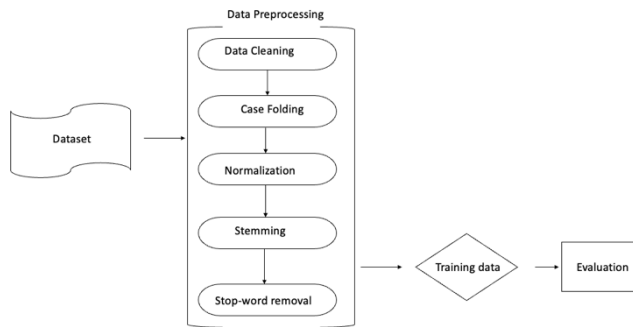 Data Preprocessing
Data Cleaning
Case Folding
Dataset
Normalization
Stemming
Training data
Evaluation
Stop-word removal